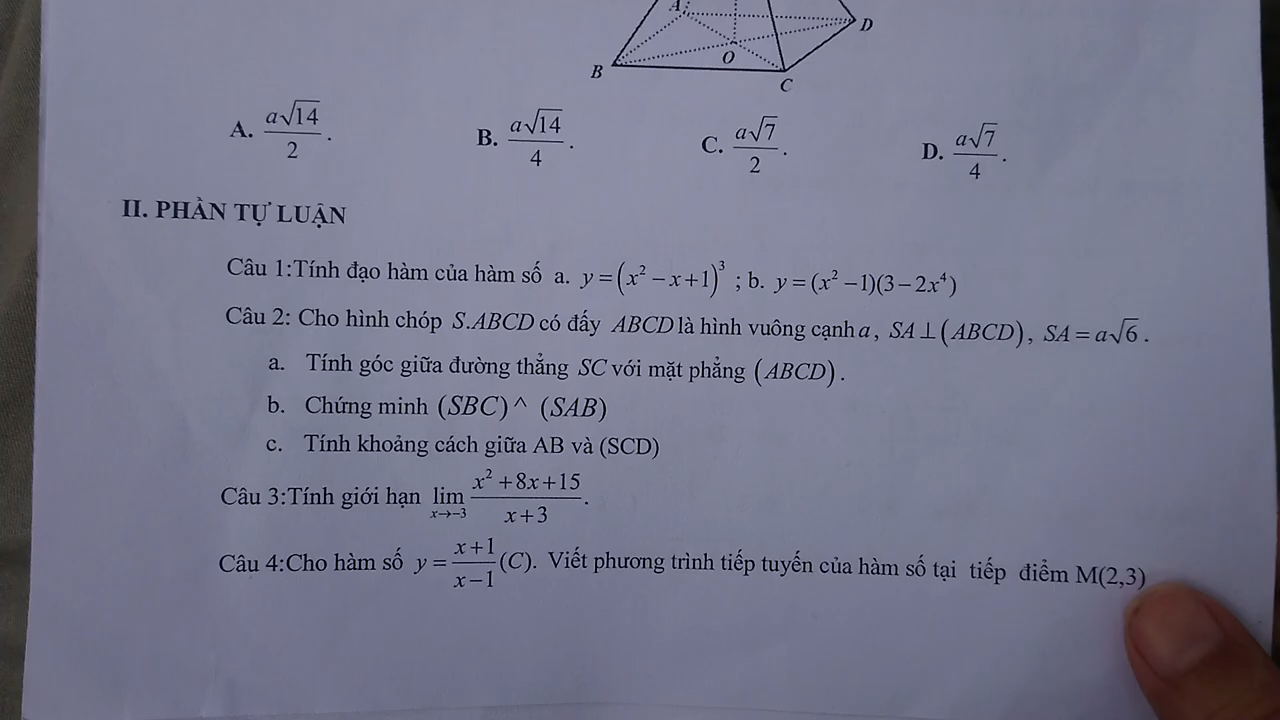 A
D
B
O
C
A. a√14/2 . B. a√14/4 . C. a√7/2 . D. a√7/4 .
II. PHẦN TỰ LUẬN
Câu 1:Tính đạo hàm của hàm số a. y = (x² − x+1)³ ; b. y = (x² −1)(3−2x⁴)
Câu 2: Cho hình chóp S.ABCD có đấy ABCD là hình vuông cạnh a , SA ⊥ (ABCD) , SA = a√6 .
a. Tính góc giữa đường thẳng SC với mặt phẳng (ABCD) .
b. Chứng minh (SBC) ^ (SAB)
c. Tính khoảng cách giữa AB và (SCD)
Câu 3:Tính giới hạn lim x→−3 (x² +8x+15)/(x+3) .
Câu 4:Cho hàm số y = (x+1)/(x−1) (C). Viết phương trình tiếp tuyến của hàm số tại tiếp điểm M(2,3)